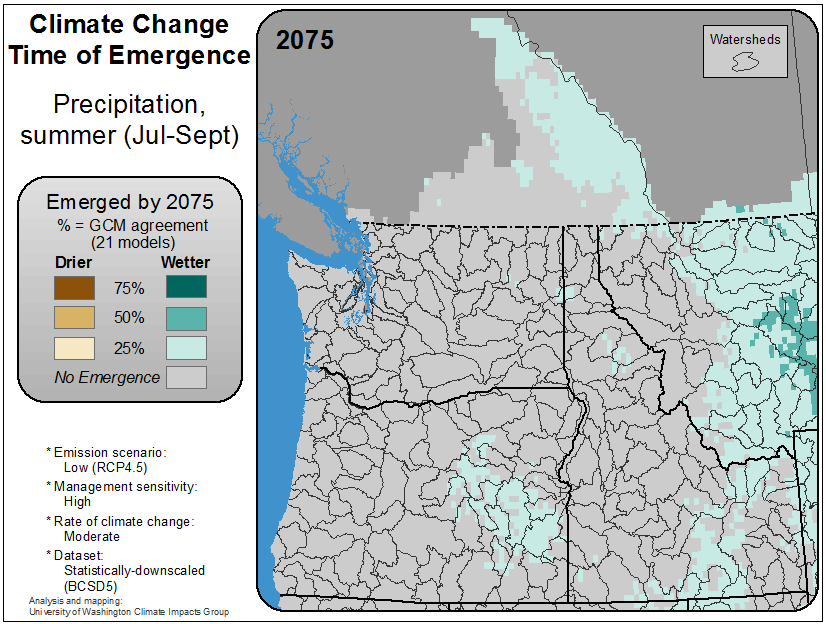 Climate Change
Time of Emergence
Precipitation,
summer (Jul-Sept)
Emerged by 2075
% = GCM agreement
(21 models)
Drier Wetter
75%
50%
25%
No Emergence
* Emission scenario:
Low (RCP4.5)
* Management sensitivity:
High
* Rate of climate change:
Moderate
* Dataset:
Statistically-downscaled
(BCSD5)
Analysis and mapping:
University of Washington Climate Impacts Group
2075
Watersheds